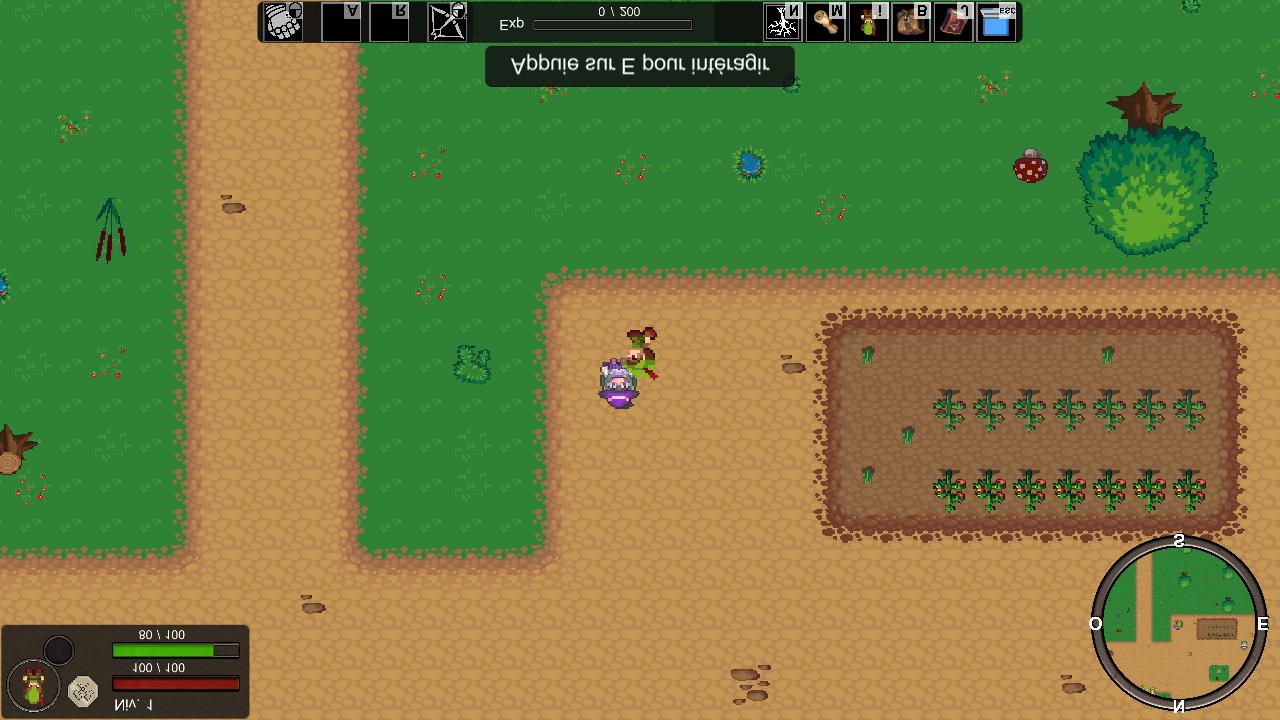 Niv. 1
100 / 100
80 / 100
N
O E
S
Appuie sur E pour intéragir
A R Exp 0 / 200 N M I B J ESC